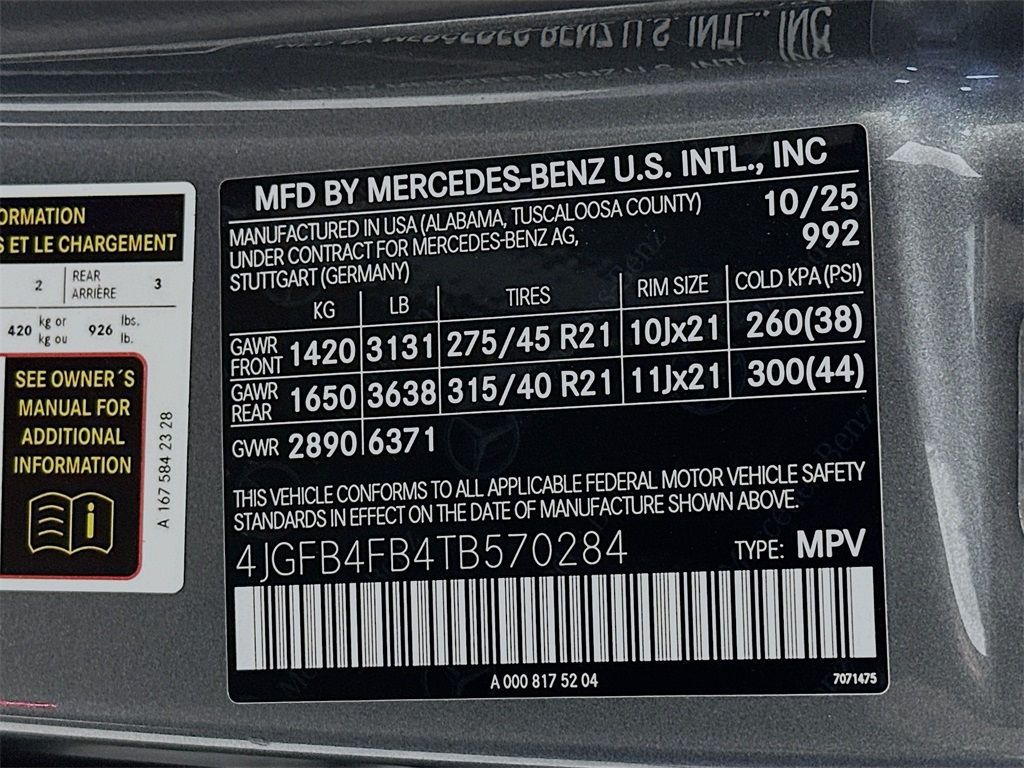 MFD BY MERCEDES-BENZ U.S. INTL., INC
MANUFACTURED IN USA (ALABAMA, TUSCALOOSA COUNTY) 10/25
UNDER CONTRACT FOR MERCEDES-BENZ AG, 992
STUTTGART (GERMANY)
KG LB TIRES RIM SIZE COLD KPA (PSI)
GAWR FRONT 1420 3131 275/45 R21 10Jx21 260(38)
GAWR REAR 1650 3638 315/40 R21 11Jx21 300(44)
GVWR 2890 6371
THIS VEHICLE CONFORMS TO ALL APPLICABLE FEDERAL MOTOR VEHICLE SAFETY
STANDARDS IN EFFECT ON THE DATE OF MANUFACTURE SHOWN ABOVE.
4JGFB4FB4TB570284 TYPE: MPV
A 000 817 52 04 7071475
ORMATION
S ET LE CHARGEMENT
2 REAR ARRIÈRE 3
420 kg or kg ou 926 lbs. lb.
SEE OWNER´S
MANUAL FOR
ADDITIONAL
INFORMATION
A 167 584 23 28